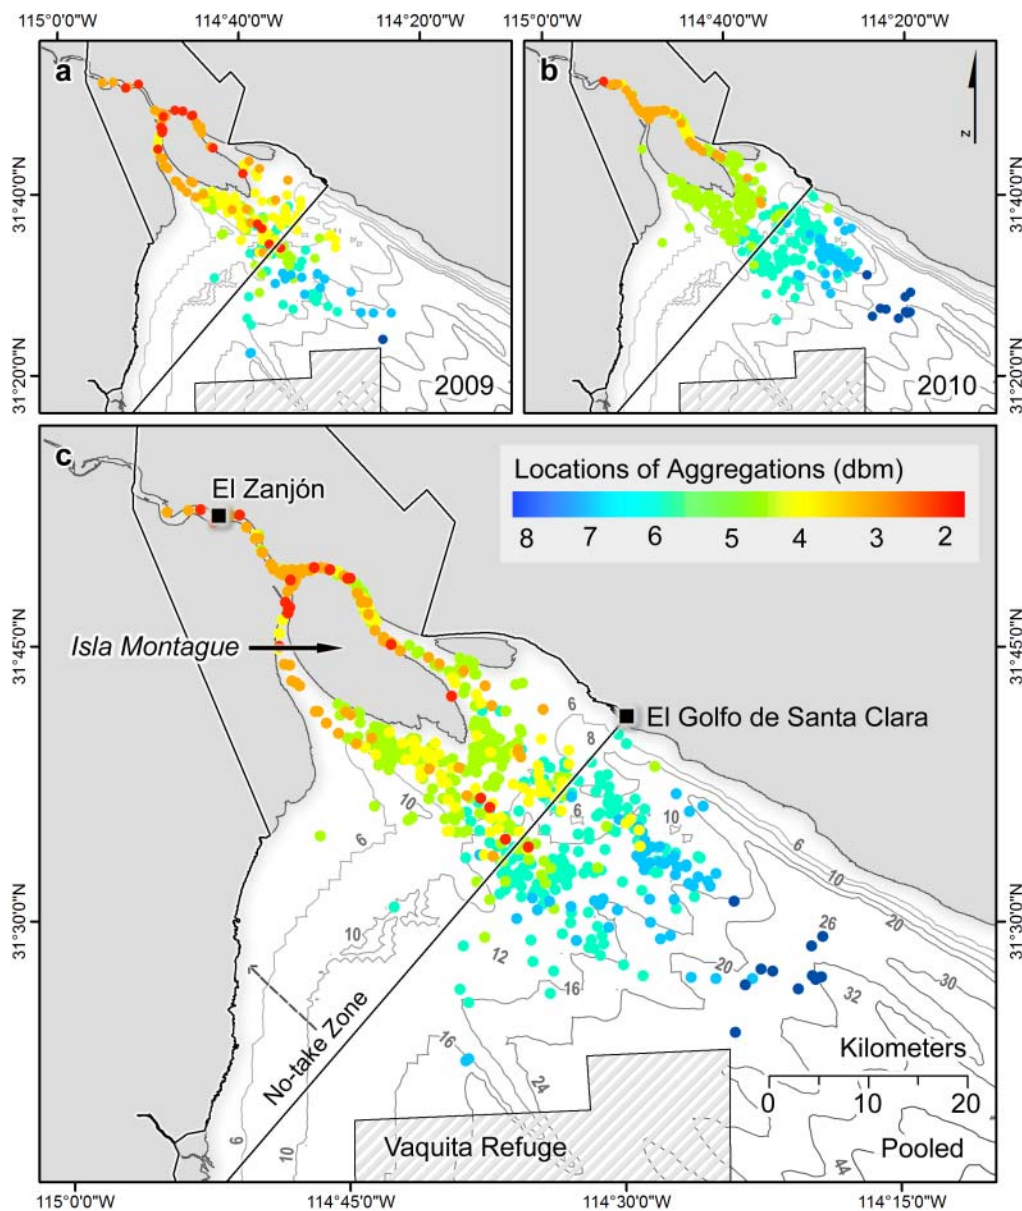 115°0'0"W 114°40'0"W 114°20'0"W 115°0'0"W 114°40'0"W 114°20'0"W
a
b
z
31°40'0"N
31°40'0"N
31°20'0"N
31°20'0"N
2009
2010
c
Locations of Aggregations (dbm)
8 7 6 5 4 3 2
El Zanjón
31°45'0"N
31°45'0"N
Isla Montague
6
El Golfo de Santa Clara
8
10
6
10
6
6
10
20
31°30'0"N
31°30'0"N
10
26
12
20
30
16
32
No-take Zone
16
Kilometers
24
0 10 20
6
10
Vaquita Refuge
Pooled
44
115°0'0"W 114°45'0"W 114°30'0"W 114°15'0"W